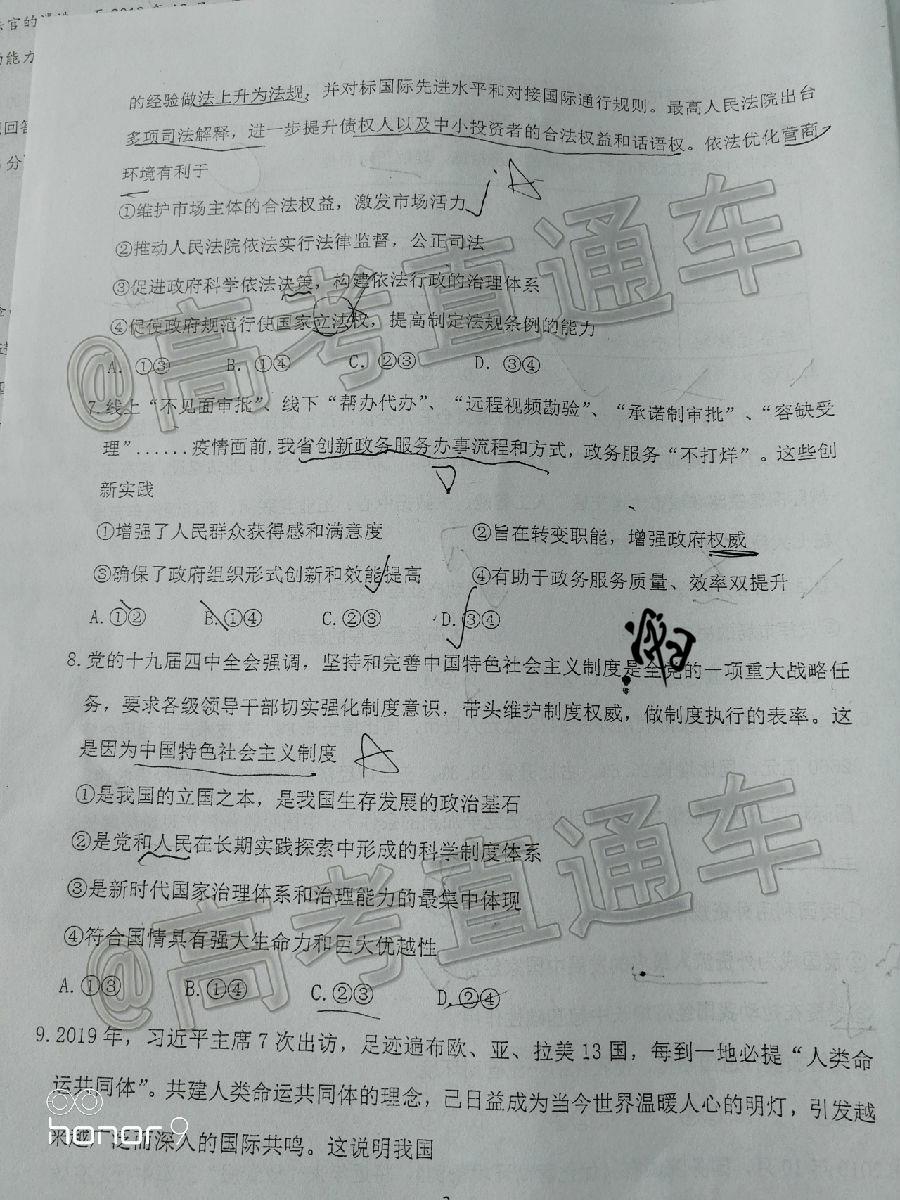 的经验做法上升为法规，并对标国际先进水平和对接国际通行规则。最高人民法院出台
多项司法解释，进一步提升债权人以及中小投资者的合法权益和话语权。依法优化营商
环境有利于
①维护市场主体的合法权益，激发市场活力
②推动人民法院依法实行法律监督，公正司法
③促进政府科学依法决策，构建依法行政的治理体系
④促使政府规范行使国家立法权，提高制定法规条例的能力
A. ①③ B. ①④ C. ②③ D. ③④
7.线上“不见面审批”、线下“帮办代办”、“远程视频勘验”、“承诺制审批”、“容缺受
理”......疫情面前,我省创新政务服务办事流程和方式，政务服务“不打烊”。这些创
新实践
①增强了人民群众获得感和满意度 ②旨在转变职能，增强政府权威
③确保了政府组织形式创新和效能提高 ④有助于政务服务质量、效率双提升
A.①② B.①④ C.②③ D.③④
8.党的十九届四中全会强调，坚持和完善中国特色社会主义制度是全党的一项重大战略任
务，要求各级领导干部切实强化制度意识，带头维护制度权威，做制度执行的表率。这
是因为中国特色社会主义制度
①是我国的立国之本，是我国生存发展的政治基石
②是党和人民在长期实践探索中形成的科学制度体系
③是新时代国家治理体系和治理能力的最集中体现
④符合国情具有强大生命力和巨大优越性
A.①③ B.①④ C.②③ D.②④
9.2019年，习近平主席7次出访，足迹遍布欧、亚、拉美13国，每到一地必提“人类命
运共同体”。共建人类命运共同体的理念，已日益成为当今世界温暖人心的明灯，引发越
来越广泛而深入的国际共鸣。这说明我国
@高考直通车
@高考直通车
honor 9